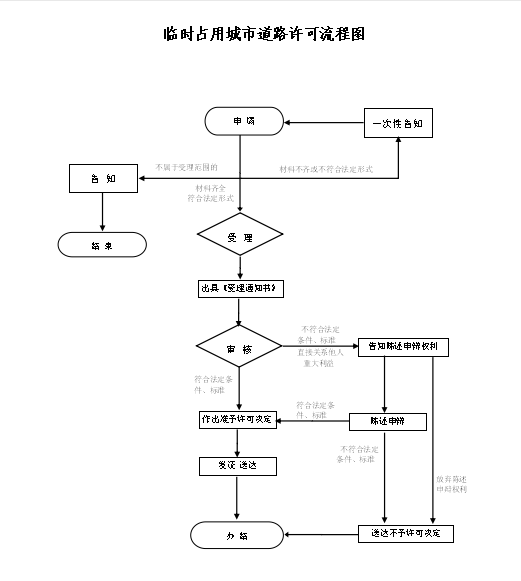 临时占用城市道路许可流程图
申 请
一次性告知
不属于受理范围的
材料不齐或不符合法定形式
告 知
材料齐全
符合法定形式
受 理
结 束
出具《受理通知书》
不符合法定
条件、标准
审 核
直接关系他人
重大利益
告知陈述申辩权利
符合法定条
件、标准
符合法定条
件、标准
作出准予许可决定
陈述申辩
不符合法定
条件、标准
发证 送达
放弃陈述
申辩权利
办 结
送达不予许可决定